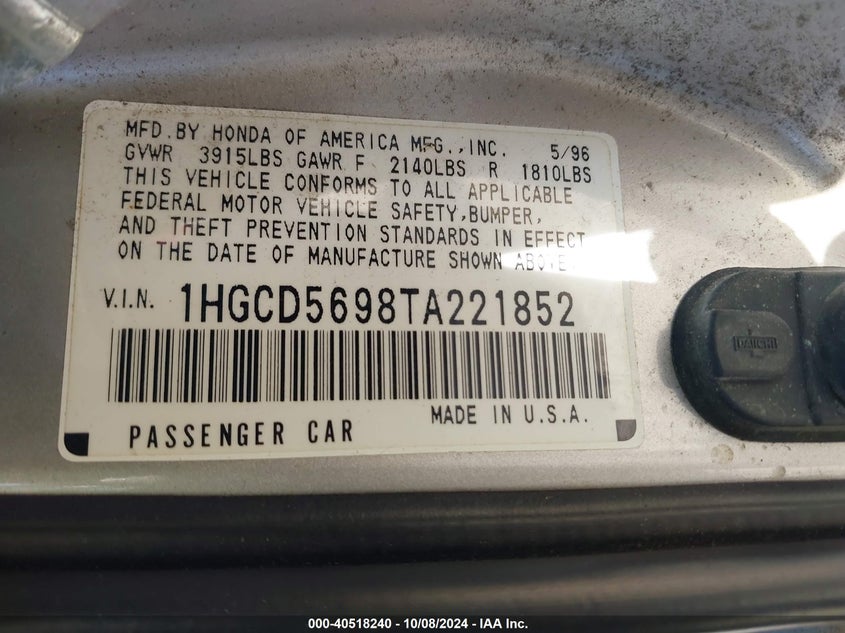 MFD.BY HONDA OF AMERICA MFG.,INC. 5/96
GVWR 3915LBS GAWR F 2140LBS R 1810LBS
THIS VEHICLE CONFORMS TO ALL APPLICABLE
FEDERAL MOTOR VEHICLE SAFETY,BUMPER,
AND THEFT PREVENTION STANDARDS IN EFFECT
ON THE DATE OF MANUFACTURE SHOWN ABOVE.
V.I.N. 1HGCD5698TA221852
MADE IN U.S.A.
PASSENGER CAR
DAIICHI
000-40518240 - 10/08/2024 - IAA Inc.